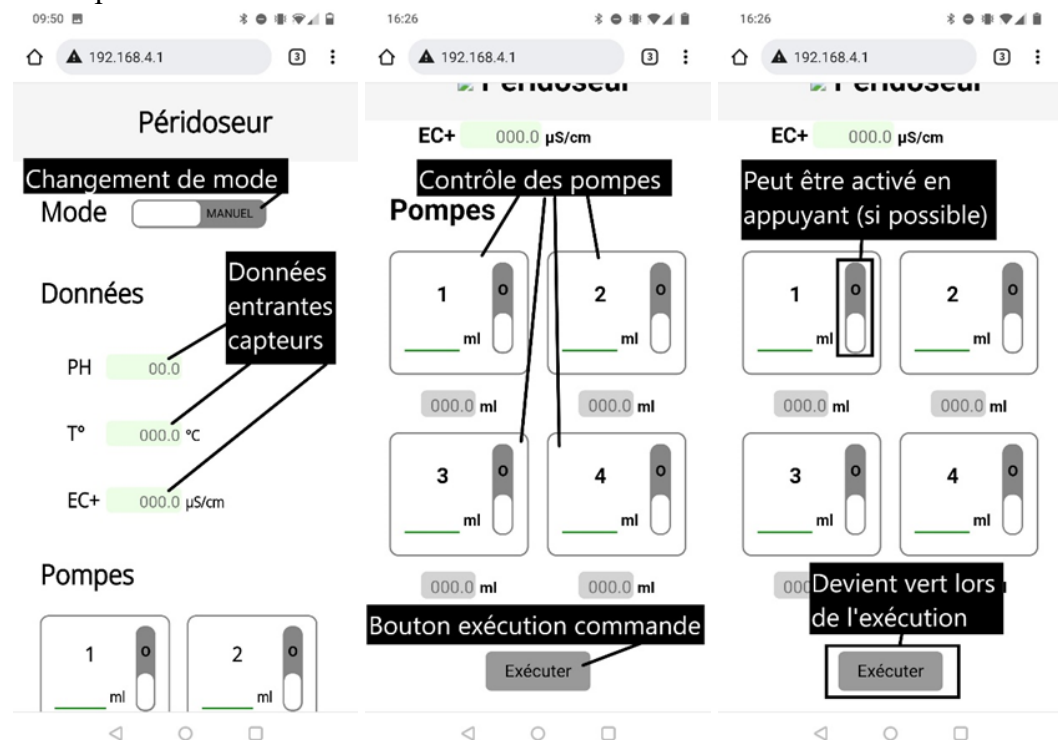 09:50
192.168.4.1
3
Péridoseur
Changement de mode
Mode
MANUEL
Données
Données
entrantes
capteurs
PH
00.0
T°
000.0 °C
EC+
000.0 µS/cm
Pompes
1
O
ml
2
O
ml
16:26
192.168.4.1
3
Péridoseur
EC+
000.0 µS/cm
Contrôle des pompes
Pompes
1
O
ml
2
O
ml
000.0 ml
000.0 ml
3
O
ml
4
O
ml
000.0 ml
000.0 ml
Bouton exécution commande
Exécuter
16:26
192.168.4.1
3
Péridoseur
EC+
000.0 µS/cm
Peut être activé en
appuyant (si possible)
1
O
ml
2
O
ml
000.0 ml
000.0 ml
3
O
ml
4
O
ml
Devient vert lors
de l'exécution
Exécuter